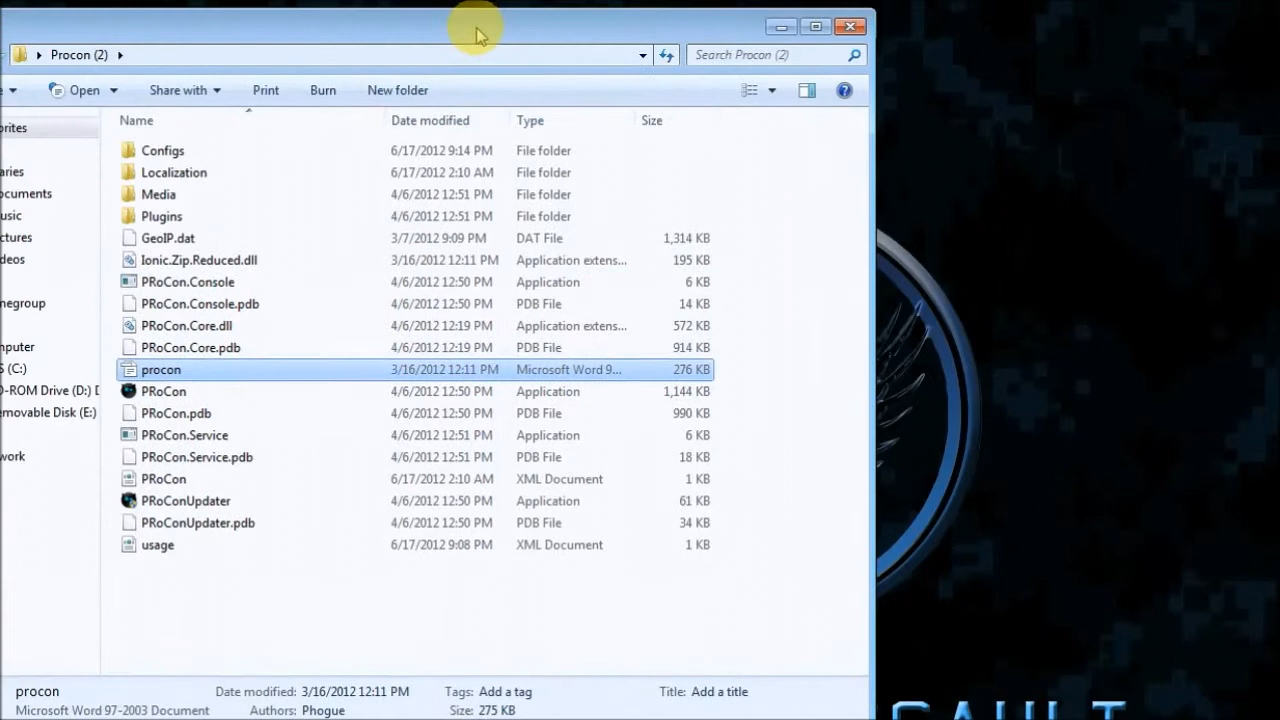 Procon (2)
Search Procon (2)
Open
Share with
Print
Burn
New folder
Name
Date modified
Type
Size
Configs 6/17/2012 9:14 PM File folder
Localization 6/17/2012 2:10 AM File folder
Media 4/6/2012 12:51 PM File folder
Plugins 4/6/2012 12:51 PM File folder
GeoIP.dat 3/7/2012 9:09 PM DAT File 1,314 KB
Ionic.Zip.Reduced.dll 3/16/2012 12:11 PM Application extens... 195 KB
PRoCon.Console 4/6/2012 12:50 PM Application 6 KB
PRoCon.Console.pdb 4/6/2012 12:50 PM PDB File 14 KB
PRoCon.Core.dll 4/6/2012 12:19 PM Application extens... 572 KB
PRoCon.Core.pdb 4/6/2012 12:19 PM PDB File 914 KB
procon 3/16/2012 12:11 PM Microsoft Word 9... 276 KB
PRoCon 4/6/2012 12:50 PM Application 1,144 KB
PRoCon.pdb 4/6/2012 12:50 PM PDB File 990 KB
PRoCon.Service 4/6/2012 12:51 PM Application 6 KB
PRoCon.Service.pdb 4/6/2012 12:51 PM PDB File 18 KB
PRoCon 6/17/2012 2:10 AM XML Document 1 KB
PRoConUpdater 4/6/2012 12:50 PM Application 61 KB
PRoConUpdater.pdb 4/6/2012 12:50 PM PDB File 34 KB
usage 6/17/2012 9:08 PM XML Document 1 KB
orites
aries
ocuments
usic
ctures
deos
megroup
mputer
S (C:)
D-ROM Drive (D:) D
emovable Disk (E:)
work
procon Date modified: 3/16/2012 12:11 PM Tags: Add a tag Title: Add a title
Microsoft Word 97-2003 Document Authors: Phogue Size: 275 KB